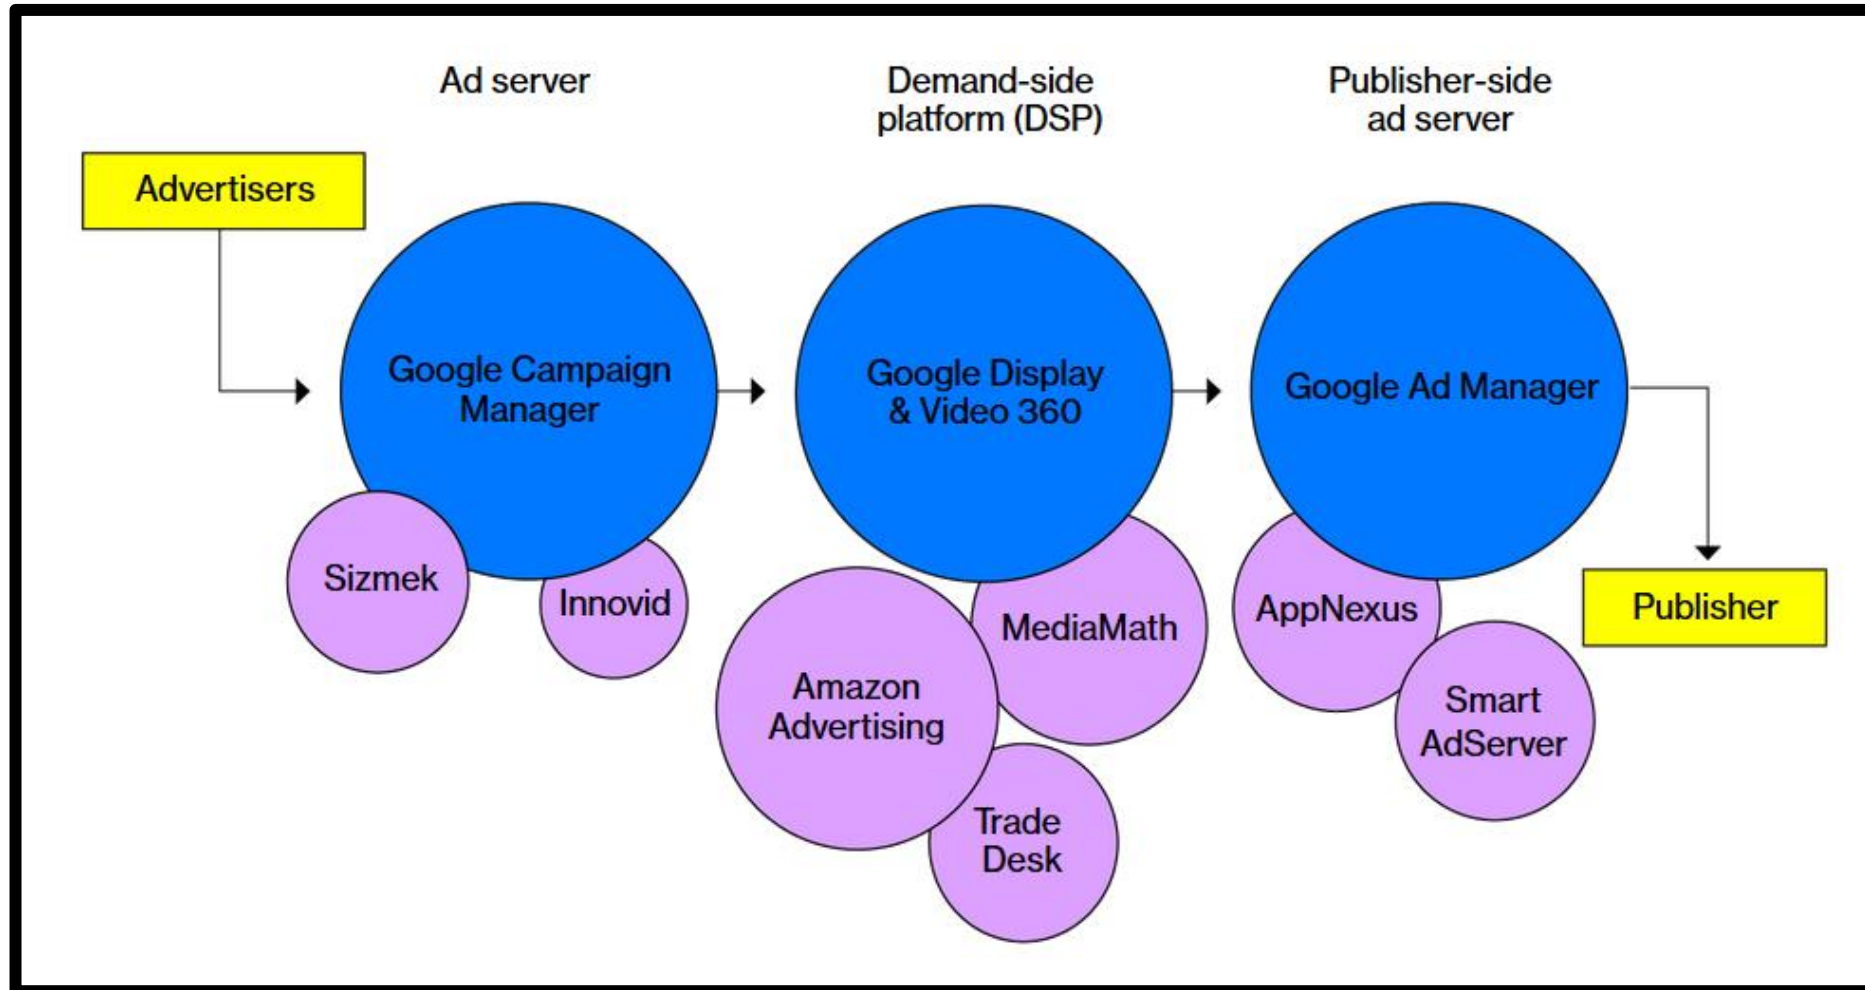 Ad server
Demand-side
platform (DSP)
Publisher-side
ad server
Advertisers
Google Campaign
Manager
Google Display
& Video 360
Google Ad Manager
Sizmek
Innovid
MediaMath
Amazon
Advertising
Trade
Desk
AppNexus
Smart
AdServer
Publisher